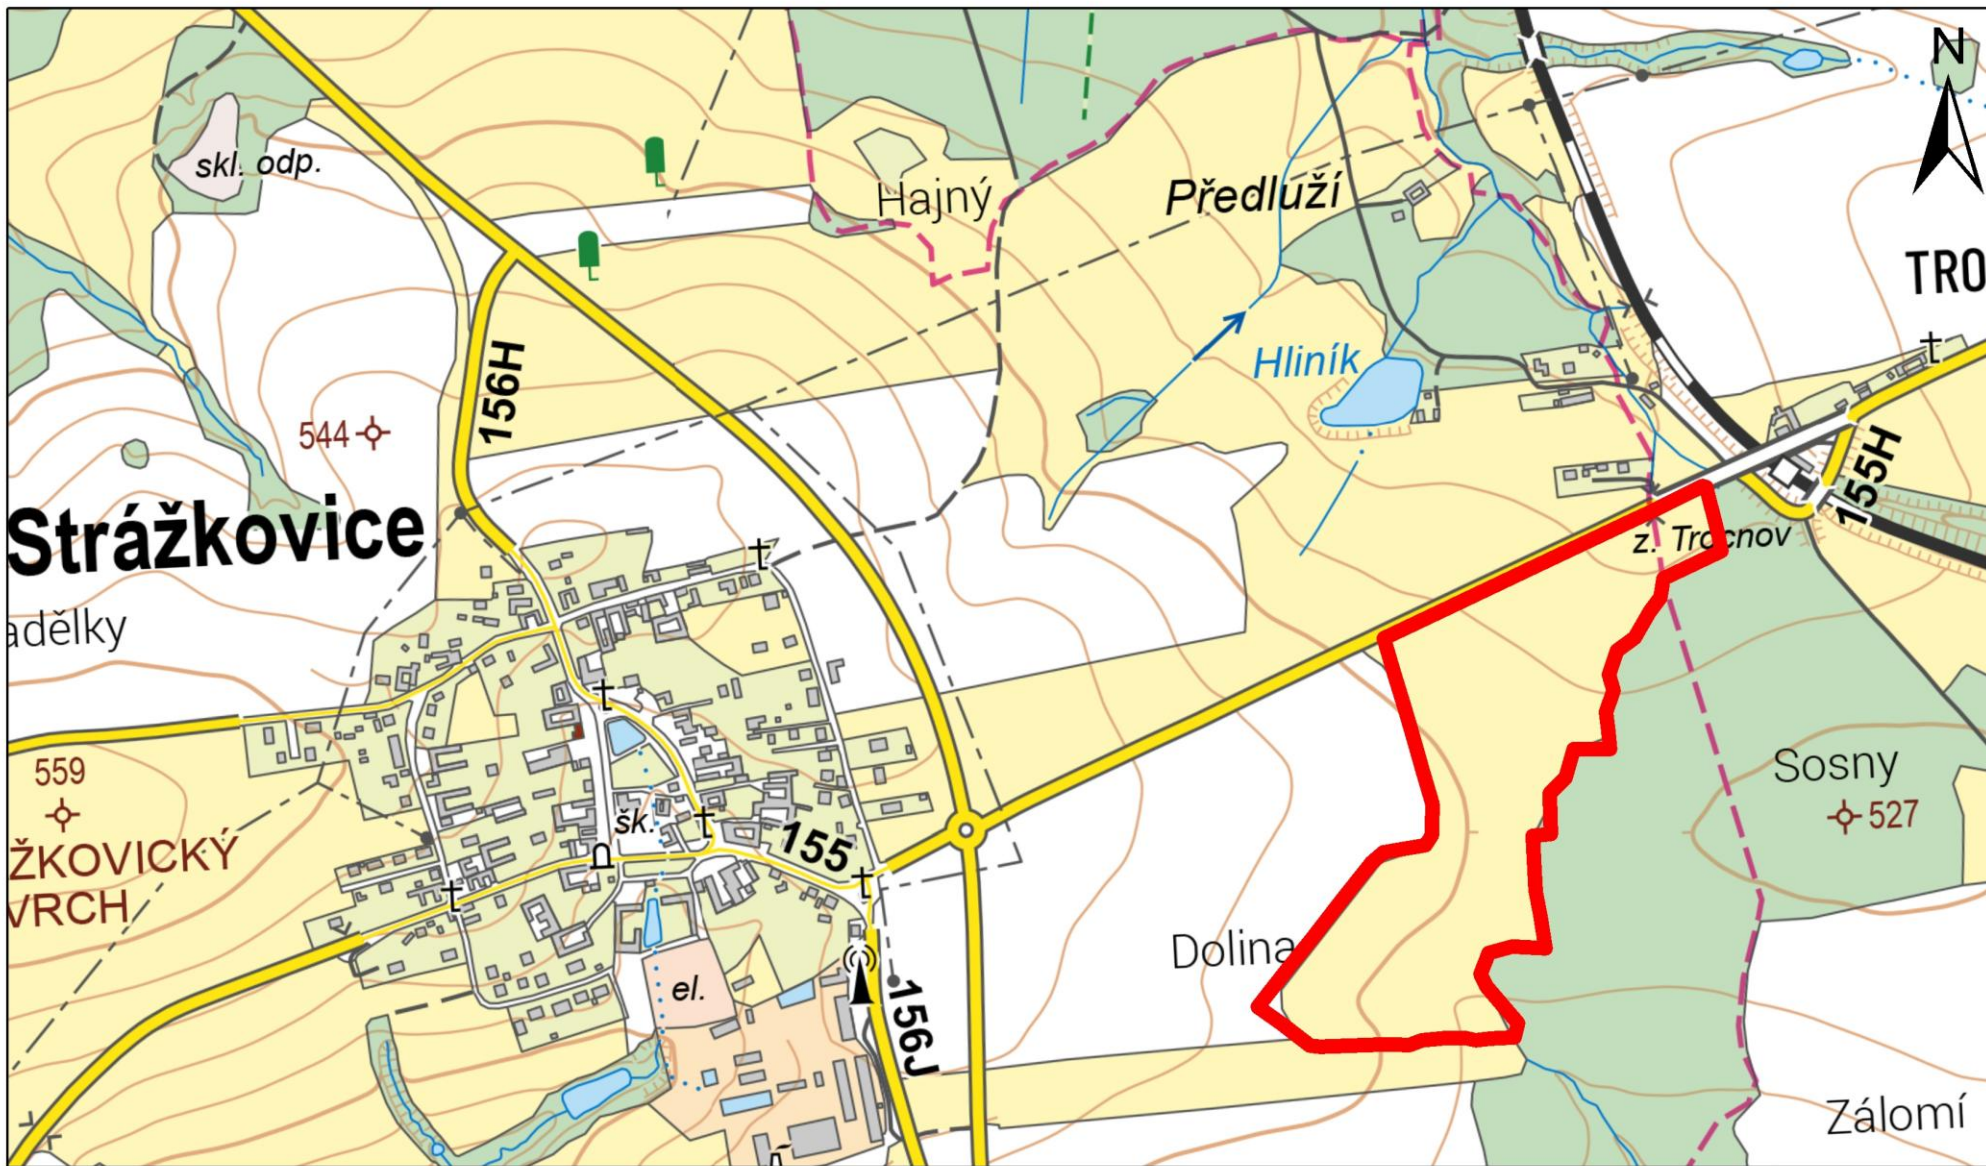 N
skl. odp.
Hajný
Předluží
TRO
Hliník
156H
544
155H
Strážkovice
z. Trocnov
adělky
Sosny
559
527
šk.
155
ŽKOVICKÝ
VRCH
Dolina
el.
156J
Zálomí